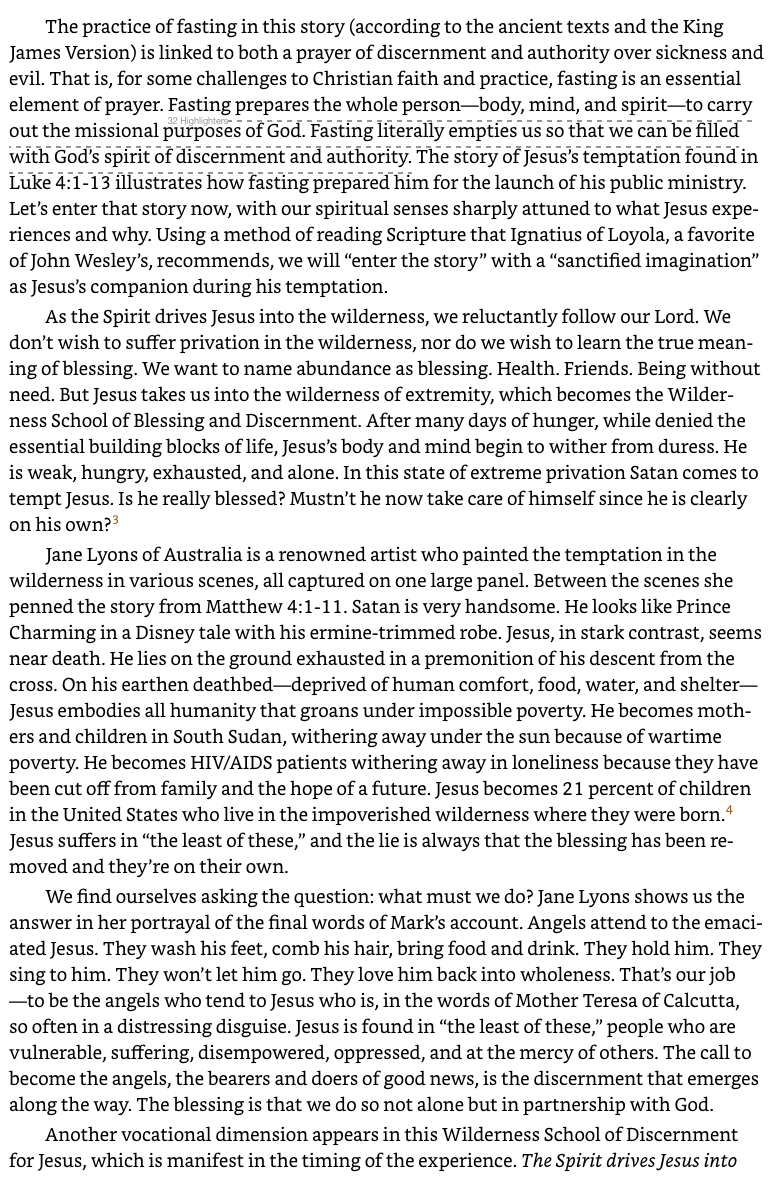 The practice of fasting in this story (according to the ancient texts and the King
James Version) is linked to both a prayer of discernment and authority over sickness and
evil. That is, for some challenges to Christian faith and practice, fasting is an essential
element of prayer. Fasting prepares the whole person—body, mind, and spirit—to carry
32 Highlighters
out the missional purposes of God. Fasting literally empties us so that we can be filled
with God’s spirit of discernment and authority. The story of Jesus’s temptation found in
Luke 4:1-13 illustrates how fasting prepared him for the launch of his public ministry.
Let’s enter that story now, with our spiritual senses sharply attuned to what Jesus expe-
riences and why. Using a method of reading Scripture that Ignatius of Loyola, a favorite
of John Wesley’s, recommends, we will “enter the story” with a “sanctified imagination”
as Jesus’s companion during his temptation.
As the Spirit drives Jesus into the wilderness, we reluctantly follow our Lord. We
don’t wish to suffer privation in the wilderness, nor do we wish to learn the true mean-
ing of blessing. We want to name abundance as blessing. Health. Friends. Being without
need. But Jesus takes us into the wilderness of extremity, which becomes the Wilder-
ness School of Blessing and Discernment. After many days of hunger, while denied the
essential building blocks of life, Jesus’s body and mind begin to wither from duress. He
is weak, hungry, exhausted, and alone. In this state of extreme privation Satan comes to
tempt Jesus. Is he really blessed? Mustn’t he now take care of himself since he is clearly
on his own?3
Jane Lyons of Australia is a renowned artist who painted the temptation in the
wilderness in various scenes, all captured on one large panel. Between the scenes she
penned the story from Matthew 4:1-11. Satan is very handsome. He looks like Prince
Charming in a Disney tale with his ermine-trimmed robe. Jesus, in stark contrast, seems
near death. He lies on the ground exhausted in a premonition of his descent from the
cross. On his earthen deathbed—deprived of human comfort, food, water, and shelter—
Jesus embodies all humanity that groans under impossible poverty. He becomes moth-
ers and children in South Sudan, withering away under the sun because of wartime
poverty. He becomes HIV/AIDS patients withering away in loneliness because they have
been cut off from family and the hope of a future. Jesus becomes 21 percent of children
in the United States who live in the impoverished wilderness where they were born.4
Jesus suffers in “the least of these,” and the lie is always that the blessing has been re-
moved and they’re on their own.
We find ourselves asking the question: what must we do? Jane Lyons shows us the
answer in her portrayal of the final words of Mark’s account. Angels attend to the emaci-
ated Jesus. They wash his feet, comb his hair, bring food and drink. They hold him. They
sing to him. They won’t let him go. They love him back into wholeness. That’s our job
—to be the angels who tend to Jesus who is, in the words of Mother Teresa of Calcutta,
so often in a distressing disguise. Jesus is found in “the least of these,” people who are
vulnerable, suffering, disempowered, oppressed, and at the mercy of others. The call to
become the angels, the bearers and doers of good news, is the discernment that emerges
along the way. The blessing is that we do so not alone but in partnership with God.
Another vocational dimension appears in this Wilderness School of Discernment
for Jesus, which is manifest in the timing of the experience. The Spirit drives Jesus into